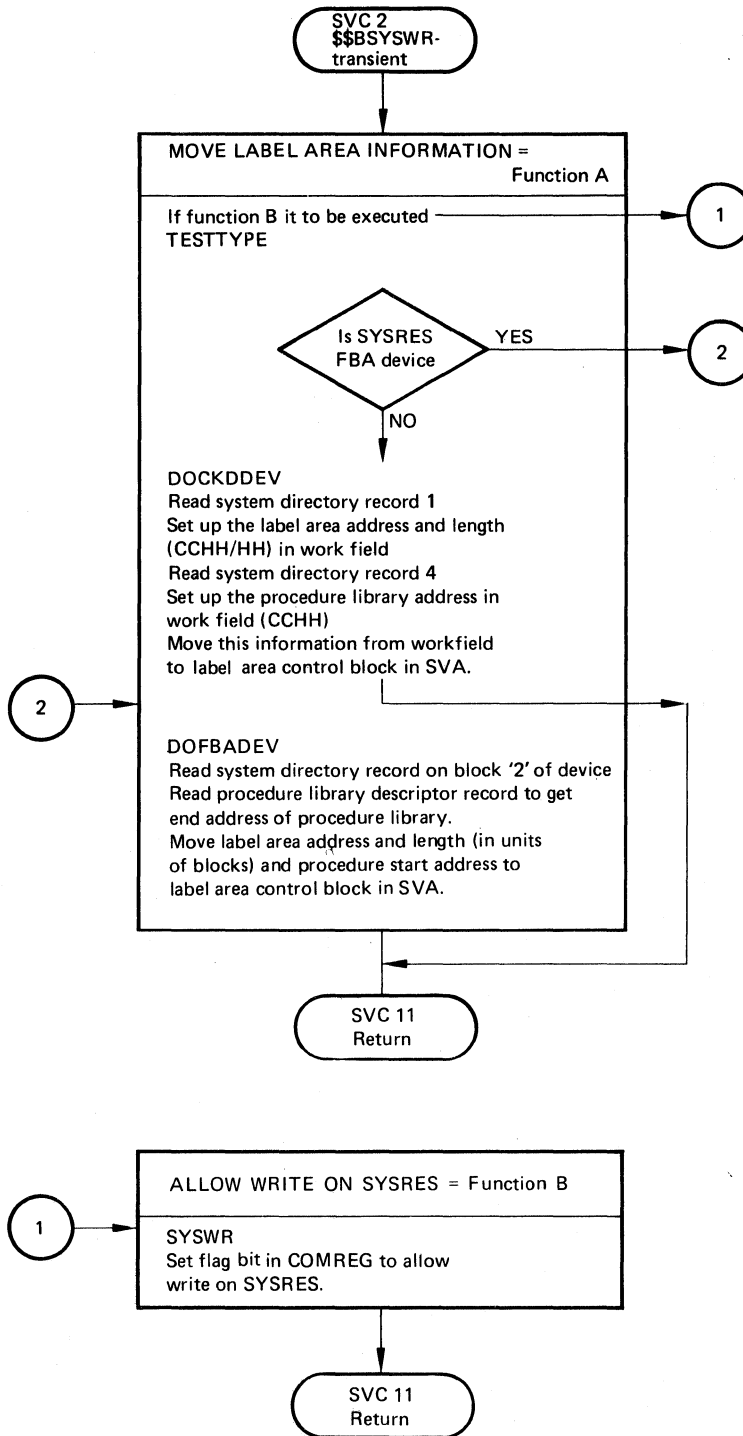 SVC 2
$$BSYSWR-
transient
MOVE LABEL AREA INFORMATION =
Function A
If function B it to be executed
1
TESTTYPE
Is SYSRES
FBA device
YES
2
NO
DOCKDDEV
Read system directory record 1
Set up the label area address and length
(CCHH/HH) in work field
Read system directory record 4
Set up the procedure library address in
work field (CCHH)
Move this information from workfield
to label area control block in SVA.
2
DOFBADEV
Read system directory record on block '2' of device
Read procedure library descriptor record to get
end address of procedure library.
Move label area address and length (in units
of blocks) and procedure start address to
label area control block in SVA.
SVC 11
Return
ALLOW WRITE ON SYSRES = Function B
1
SYSWR
Set flag bit in COMREG to allow
write on SYSRES.
SVC 11
Return